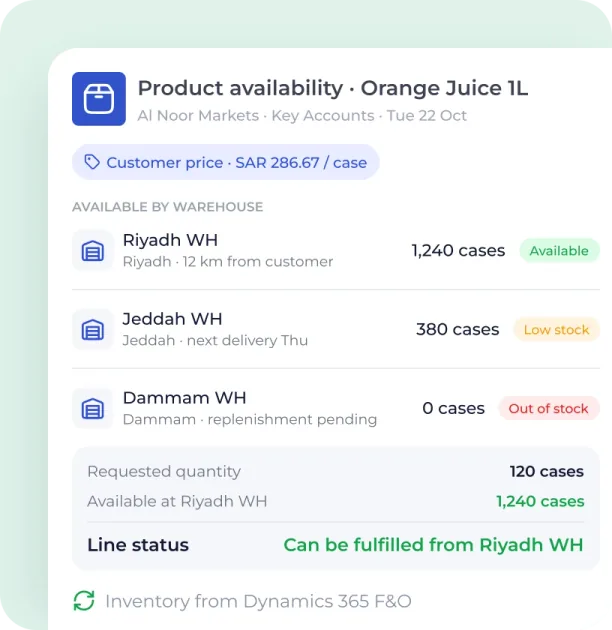 Product availability · Orange Juice 1L
Al Noor Markets · Key Accounts · Tue 22 Oct
Customer price · SAR 286.67 / case
AVAILABLE BY WAREHOUSE
Riyadh WH
Riyadh · 12 km from customer
1,240 cases
Available
Jeddah WH
Jeddah · next delivery Thu
380 cases
Low stock
Dammam WH
Dammam · replenishment pending
0 cases
Out of stock
Requested quantity 120 cases
Available at Riyadh WH 1,240 cases
Line status Can be fulfilled from Riyadh WH
Inventory from Dynamics 365 F&O